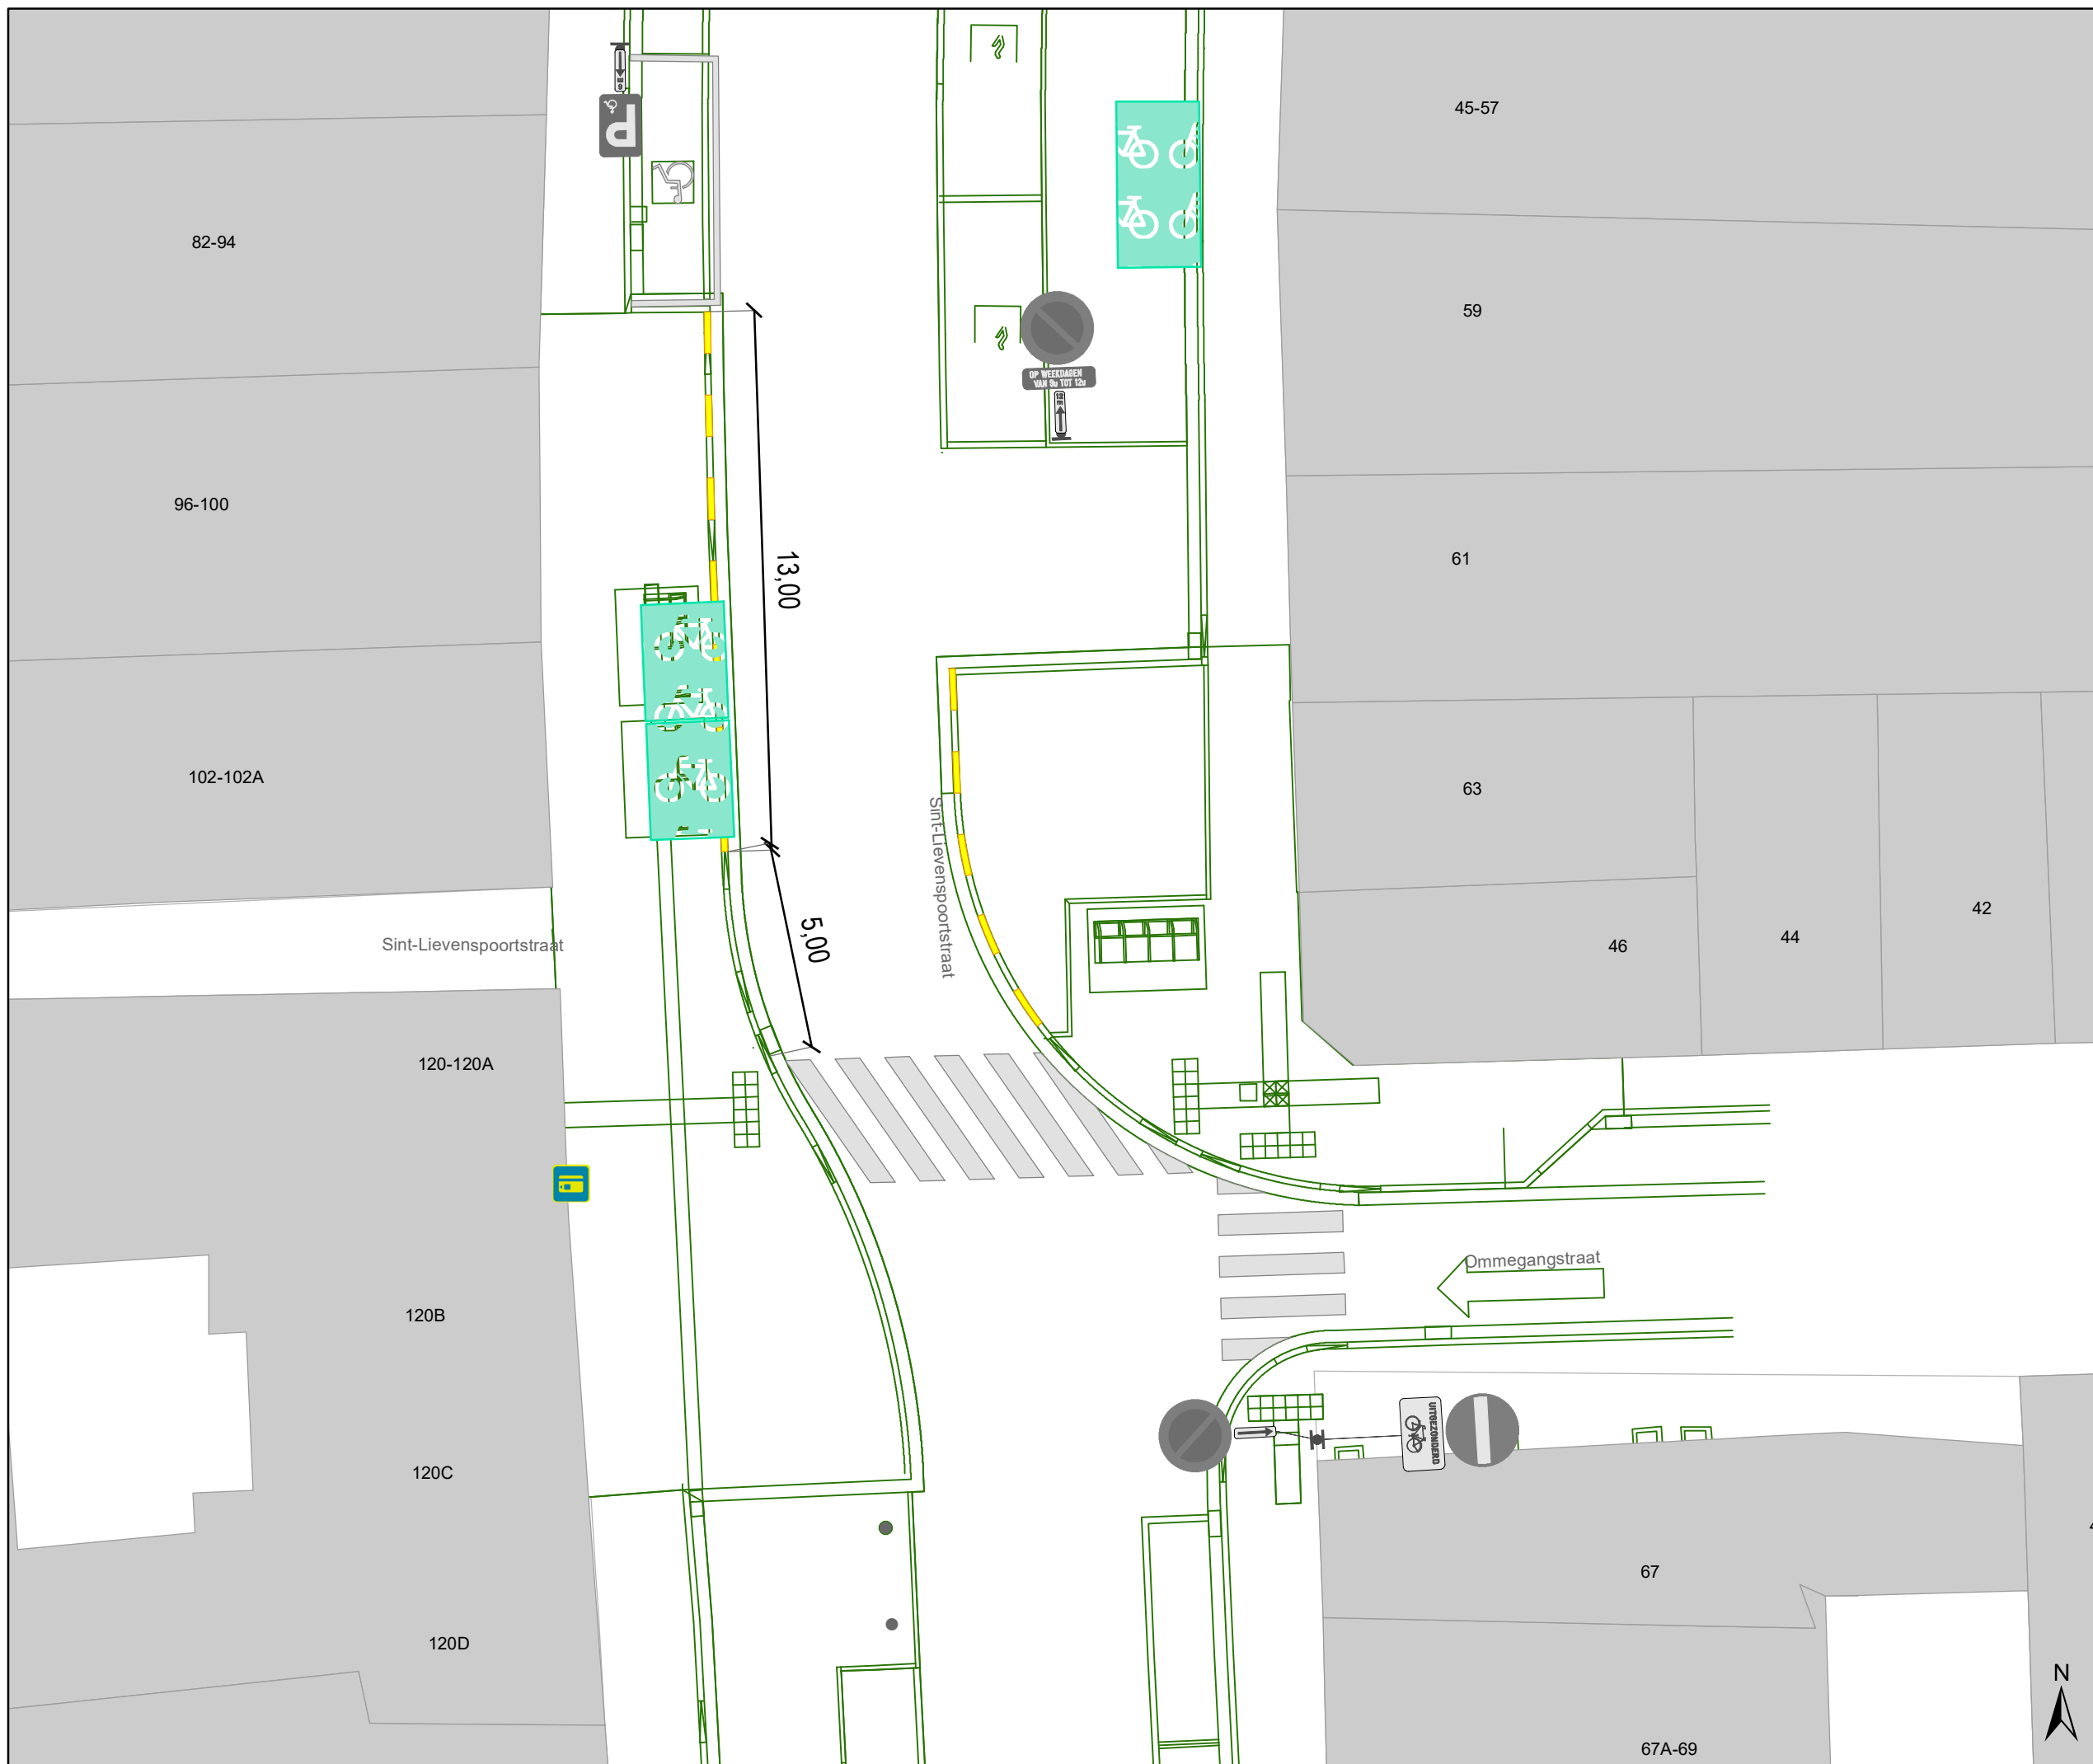 45-57
6 m
P
82-94
59
OP WEEKDAGEN
VAN 9u TOT 12u
12 m
96-100
61
13,00
102-102A
63
Sint-Lievenspoortstraat
42
44
46
Sint-Lievenspoortstraat
5,00
120-120A
Ommegangstraat
120B
UITGEZONDERD
120C
67
120D
N
67A-69